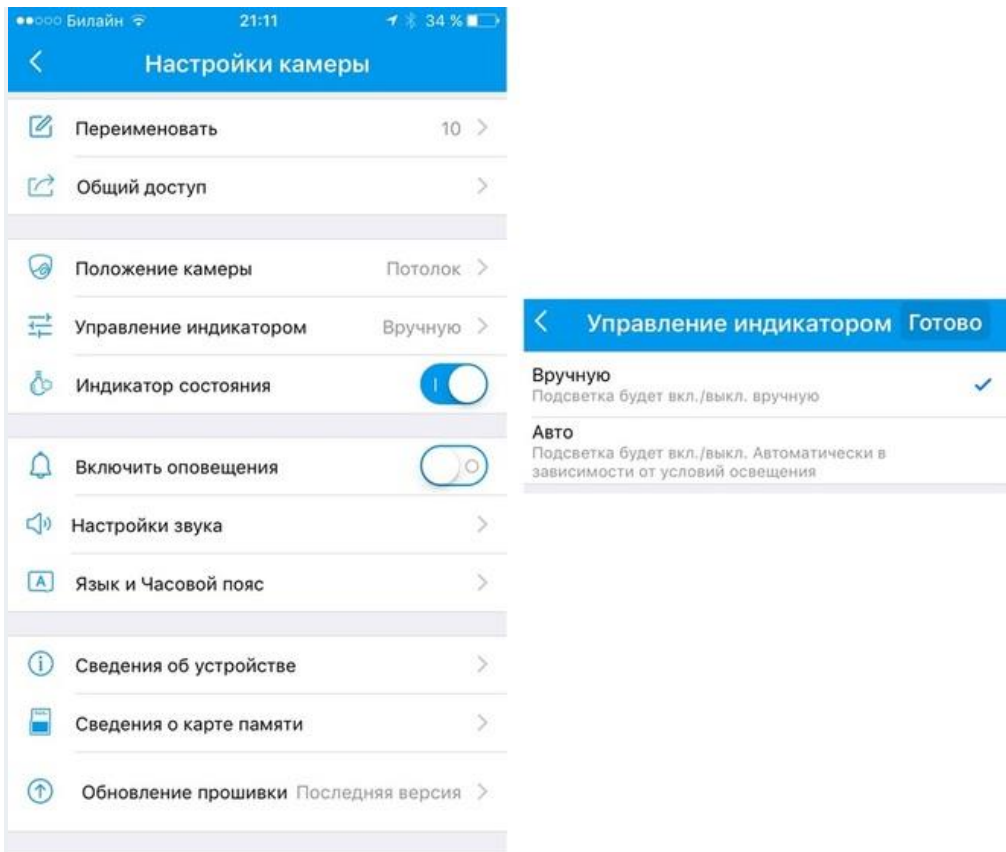 Билайн 21:11 34 %
Настройки камеры
Переименовать 10
Общий доступ
Положение камеры Потолок
Управление индикатором Вручную
Индикатор состояния
Включить оповещения
Настройки звука
Язык и Часовой пояс
Сведения об устройстве
Сведения о карте памяти
Обновление прошивки Последняя версия
Управление индикатором Готово
Вручную
Подсветка будет вкл./выкл. вручную
Авто
Подсветка будет вкл./выкл. Автоматически в
зависимости от условий освещения